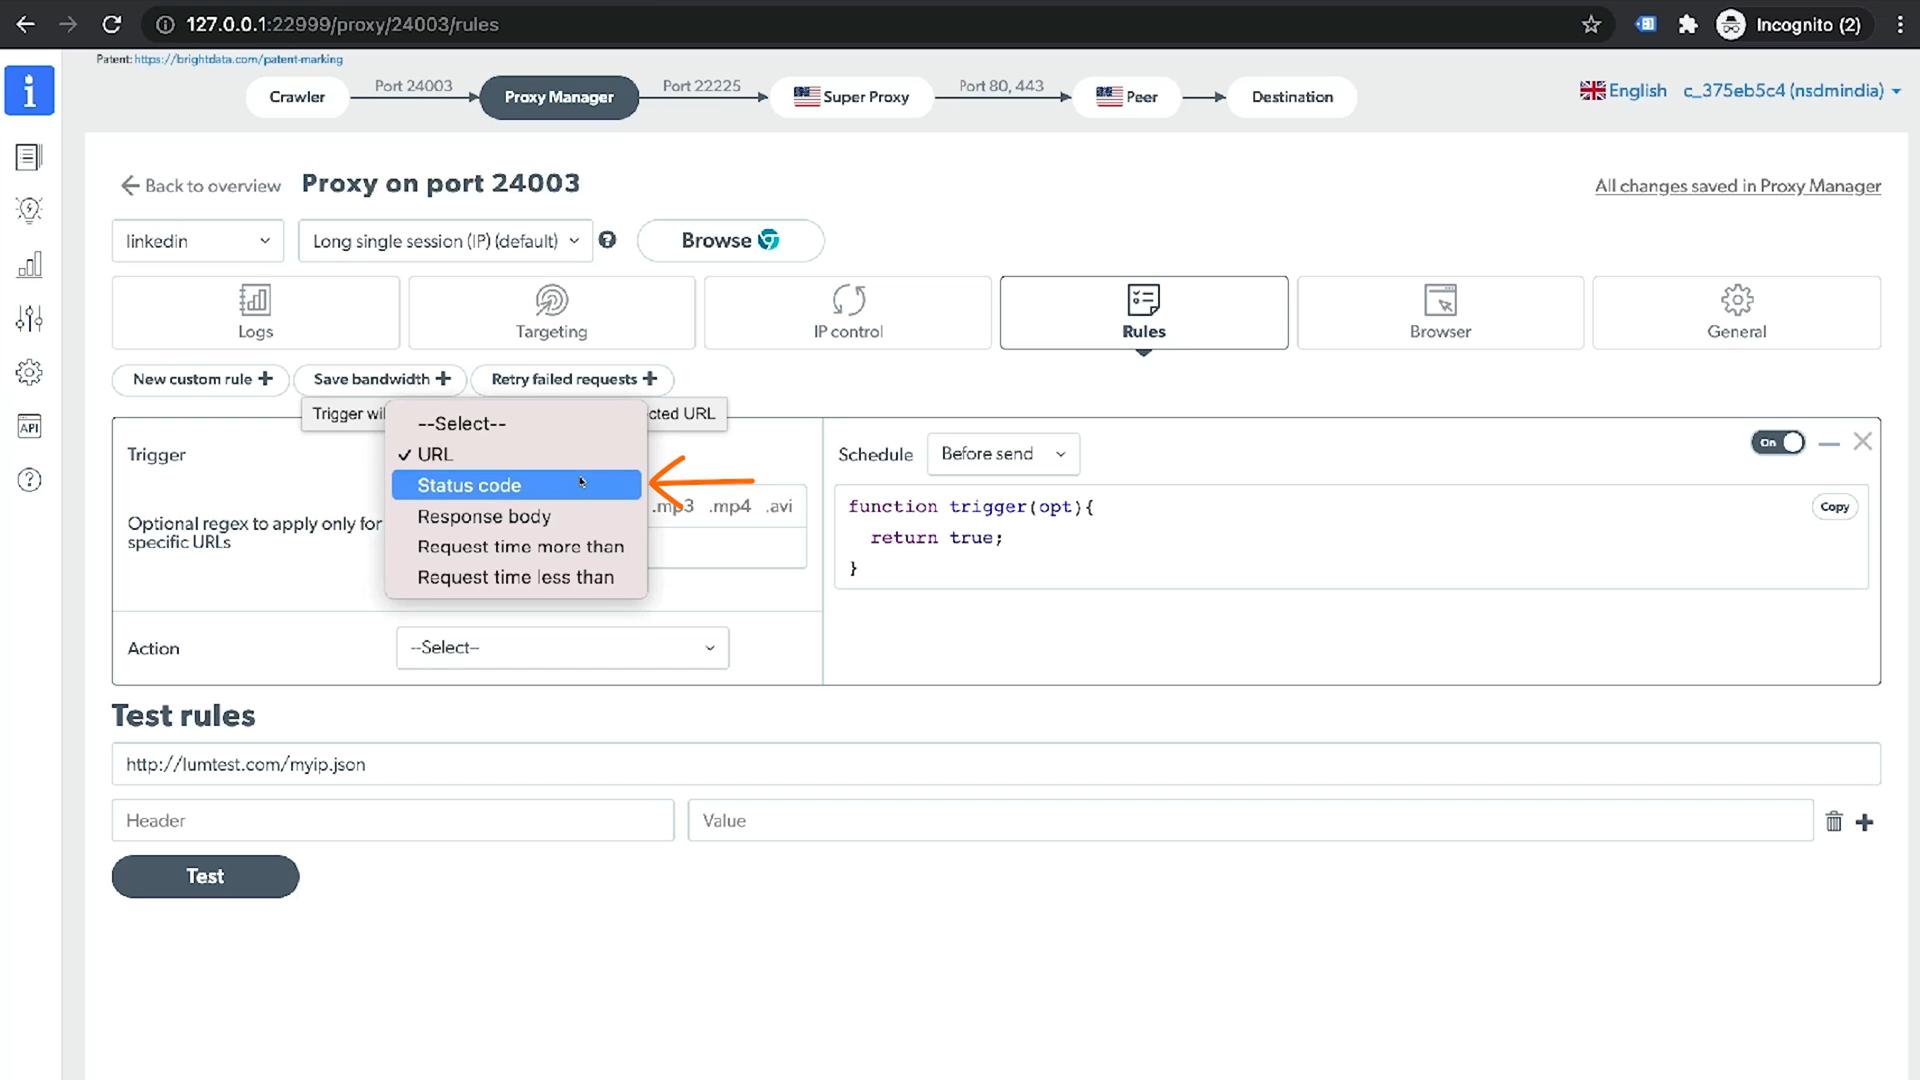 127.0.0.1:22999/proxy/24003/rules
Incognito (2)
Patent: https://brightdata.com/patent-marking
Crawler
Port 24003
Proxy Manager
Port 22225
Super Proxy
Port 80, 443
Peer
Destination
English
c_375eb5c4 (nsdmindia)
Back to overview
Proxy on port 24003
All changes saved in Proxy Manager
linkedin
Long single session (IP) (default)
Browse
Logs
Targeting
IP control
Rules
Browser
General
New custom rule +
Save bandwidth +
Retry failed requests +
Trigger
cted URL
--Select--
✓ URL
Status code
Response body
Request time more than
Request time less than
Trigger
.mp3 .mp4 .avi
Optional regex to apply only for
specific URLs
Action
--Select--
Schedule
Before send
On
function trigger(opt){
return true;
}
Copy
API
Test rules
http://lumtest.com/myip.json
Header
Value
Test